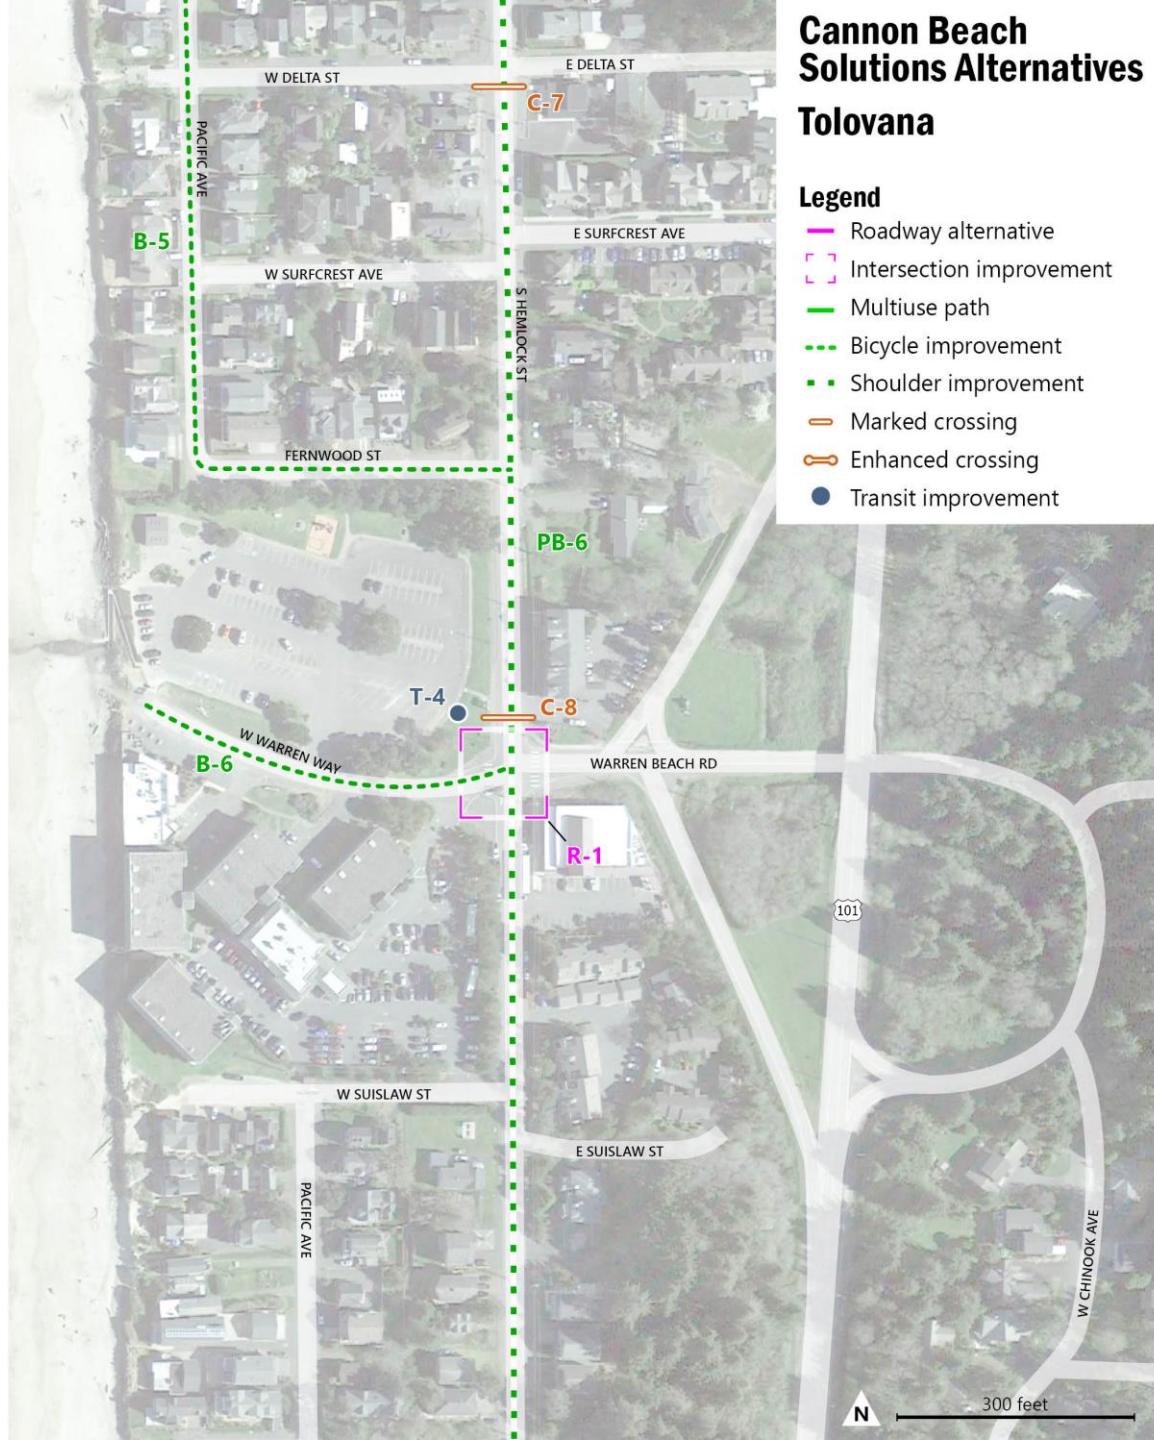 Cannon Beach
Solutions Alternatives
Tolovana
Legend
Roadway alternative
Intersection improvement
Multiuse path
Bicycle improvement
Shoulder improvement
Marked crossing
Enhanced crossing
Transit improvement
W DELTA ST
E DELTA ST
C-7
PACIFIC AVE
B-5
E SURFCREST AVE
W SURFCREST AVE
S HEMLOCK ST
FERNWOOD ST
PB-6
T-4
C-8
W WARREN WAY
B-6
WARREN BEACH RD
R-1
101
W SUISLAW ST
E SUISLAW ST
PACIFIC AVE
W CHINOOK AVE
N
300 feet